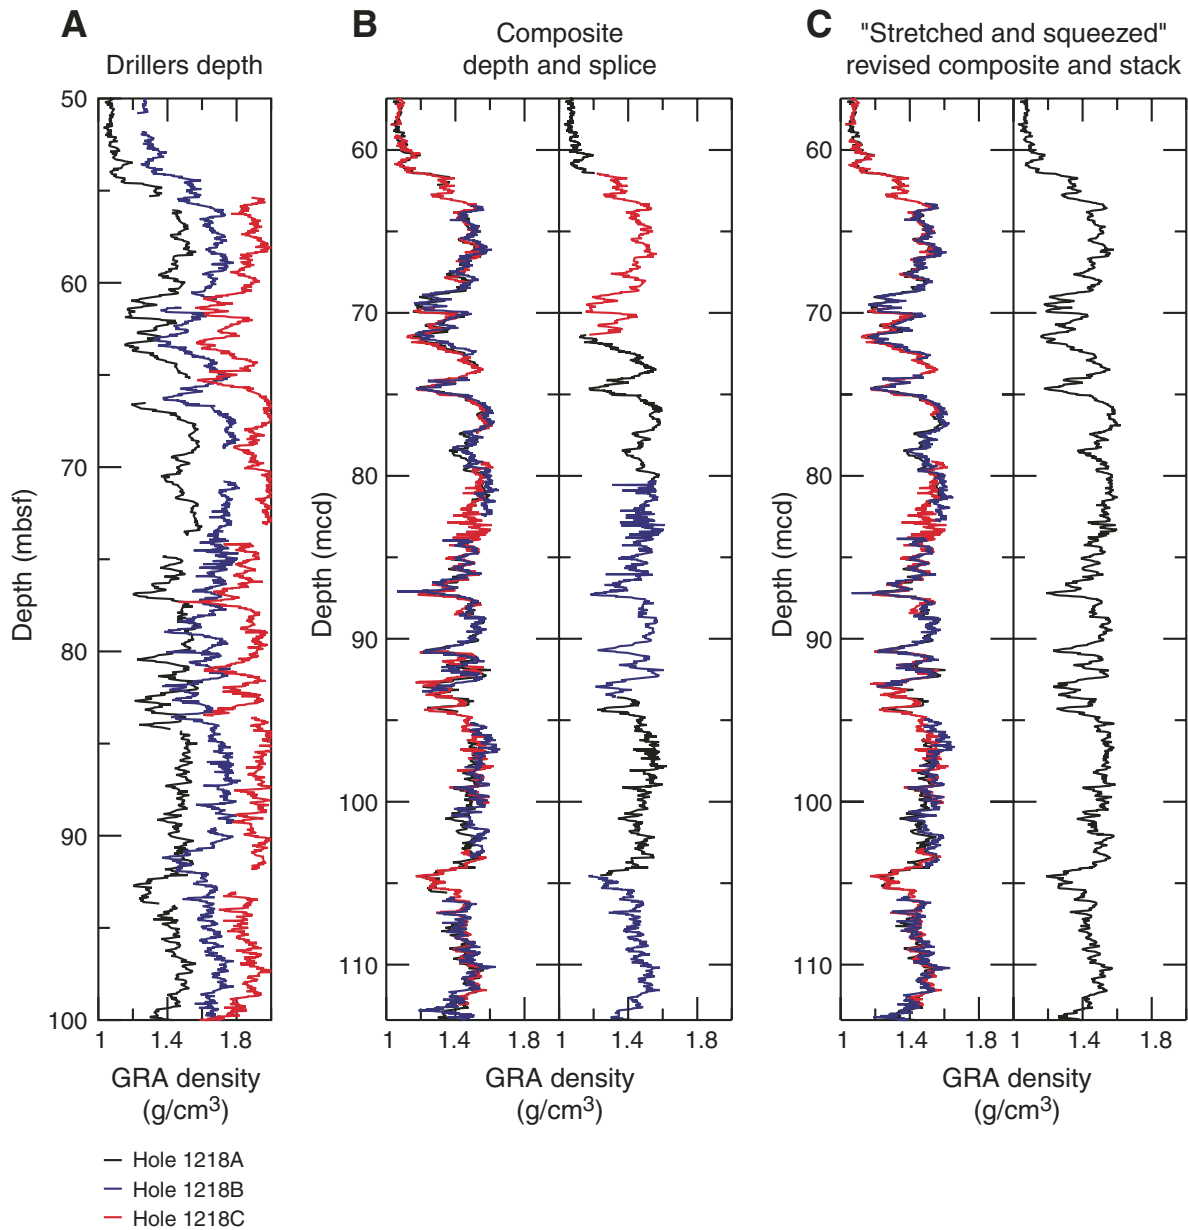 A
Drillers depth
B
Composite
depth and splice
C
"Stretched and squeezed"
revised composite and stack
50
60
70
80
90
100
Depth (mbsf)
1
1.4
1.8
GRA density
(g/cm³)
60
70
80
90
100
110
Depth (mcd)
1
1.4
1.8
1
1.4
1.8
GRA density
(g/cm³)
60
70
80
90
100
110
Depth (mcd)
1
1.4
1.8
1
1.4
1.8
GRA density
(g/cm³)
Hole 1218A
Hole 1218B
Hole 1218C